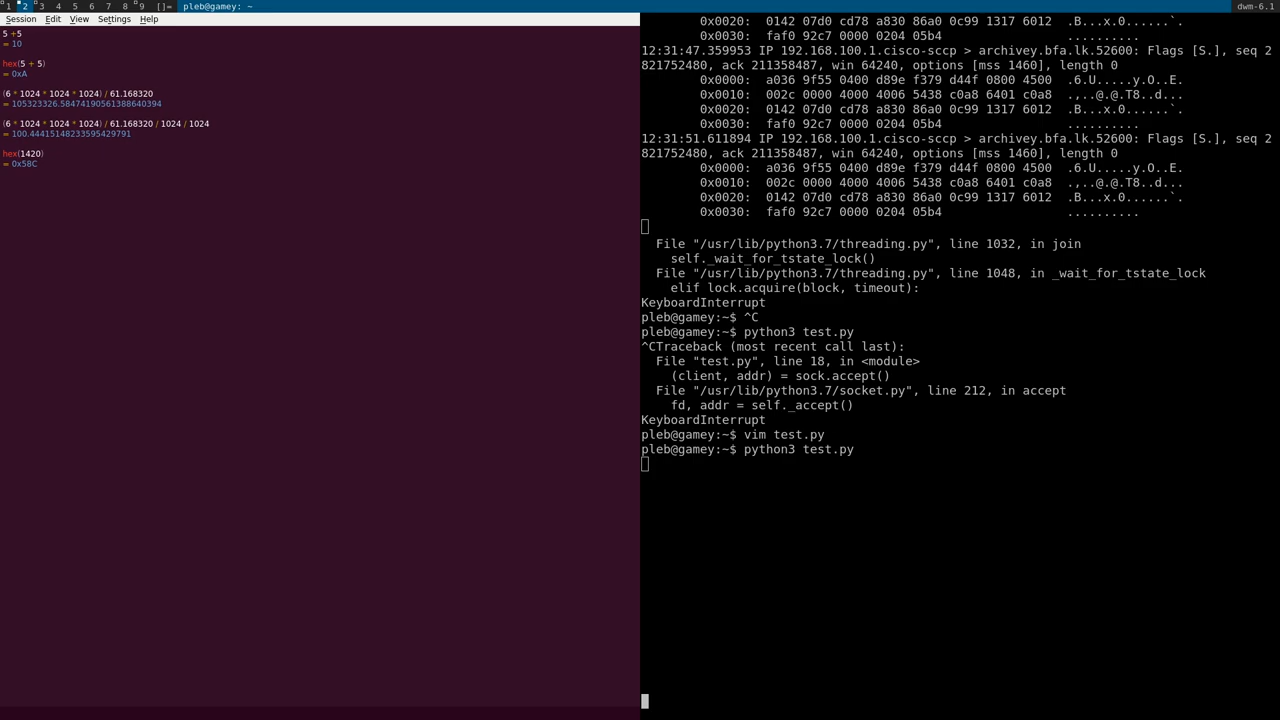 1 2 3 4 5 6 7 8 9 []= pleb@gamey: ~ dwm-6.1
Session Edit View Settings Help
5 +5
= 10
hex(5 + 5)
= 0xA
(6 * 1024 * 1024 * 1024) / 61.168320
= 105323326.58474190561388640394
(6 * 1024 * 1024 * 1024) / 61.168320 / 1024 / 1024
= 100.44415148233595429791
hex(1420)
= 0x58C
0x0020:  0142 07d0 cd78 a830 86a0 0c99 1317 6012  .B...x.0......`.
0x0030:  faf0 92c7 0000 0204 05b4                 ..........
12:31:47.359953 IP 192.168.100.1.cisco-sccp > archivey.bfa.lk.52600: Flags [S.], seq 2
821752480, ack 211358487, win 64240, options [mss 1460], length 0
0x0000:  a036 9f55 0400 d89e f379 d44f 0800 4500  .6.U.....y.O..E.
0x0010:  002c 0000 4000 4006 5438 c0a8 6401 c0a8  .,..@.@.T8..d...
0x0020:  0142 07d0 cd78 a830 86a0 0c99 1317 6012  .B...x.0......`.
0x0030:  faf0 92c7 0000 0204 05b4                 ..........
12:31:51.611894 IP 192.168.100.1.cisco-sccp > archivey.bfa.lk.52600: Flags [S.], seq 2
821752480, ack 211358487, win 64240, options [mss 1460], length 0
0x0000:  a036 9f55 0400 d89e f379 d44f 0800 4500  .6.U.....y.O..E.
0x0010:  002c 0000 4000 4006 5438 c0a8 6401 c0a8  .,..@.@.T8..d...
0x0020:  0142 07d0 cd78 a830 86a0 0c99 1317 6012  .B...x.0......`.
0x0030:  faf0 92c7 0000 0204 05b4                 ..........
File "/usr/lib/python3.7/threading.py", line 1032, in join
self._wait_for_tstate_lock()
File "/usr/lib/python3.7/threading.py", line 1048, in _wait_for_tstate_lock
elif lock.acquire(block, timeout):
KeyboardInterrupt
pleb@gamey:~$ ^C
pleb@gamey:~$ python3 test.py
^CTraceback (most recent call last):
File "test.py", line 18, in <module>
(client, addr) = sock.accept()
File "/usr/lib/python3.7/socket.py", line 212, in accept
fd, addr = self._accept()
KeyboardInterrupt
pleb@gamey:~$ vim test.py
pleb@gamey:~$ python3 test.py